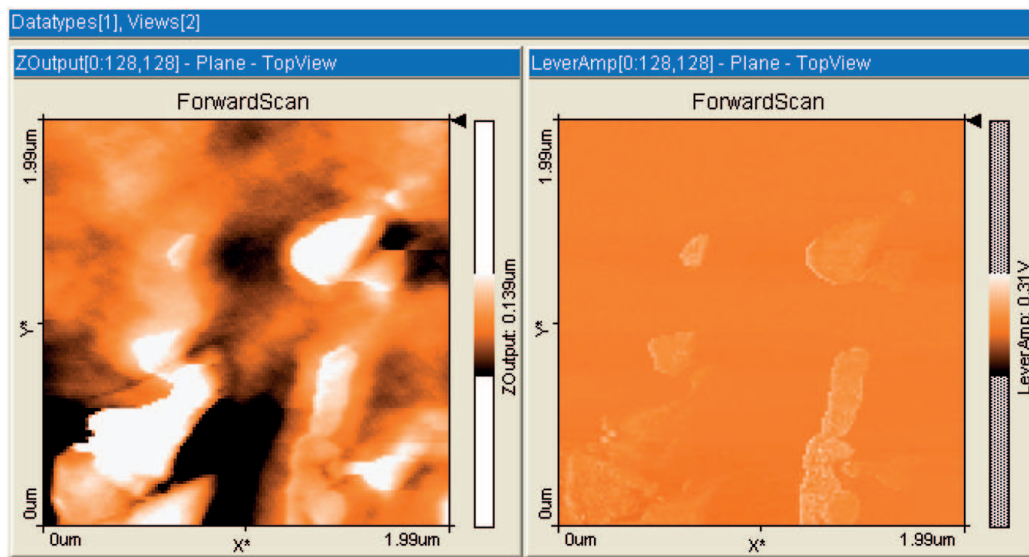 Datatypes[1], Views[2]
ZOutput[0:128,128] - Plane - TopView
ForwardScan
1.99um
Y*
0um
0um
X*
1.99um
ZOutput: 0.139um
LeverAmp[0:128,128] - Plane - TopView
ForwardScan
1.99um
Y*
0um
0um
X*
1.99um
LeverAmp: 0.31V